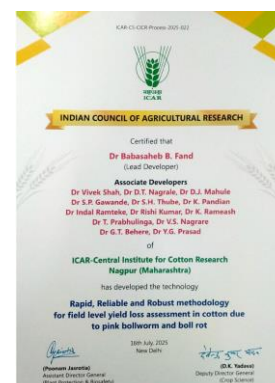 ICAR-CS-CICR-Process-2025-022
ICAR
INDIAN COUNCIL OF AGRICULTURAL RESEARCH
Certified that
Dr Babasaheb B. Fand
(Lead Developer)
Associate Developers
Dr Vivek Shah, Dr D.T. Nagrale, Dr D.J. Mahule
Dr S.P. Gawande, Dr S.H. Thube, Dr K. Pandian
Dr Indal Ramteke, Dr Rishi Kumar, Dr K. Rameash
Dr T. Prabhulinga, Dr V.S. Nagrare
Dr G.T. Behere, Dr Y.G. Prasad
of
ICAR-Central Institute for Cotton Research
Nagpur (Maharashtra)
has developed the technology
Rapid, Reliable and Robust methodology
for field level yield loss assessment in cotton due
to pink bollworm and boll rot
16th July, 2025
New Delhi
(Poonam Jasrotia)
Assistant Director General
(Plant Protection & Biosafety)
(D.K. Yadava)
Deputy Director General
(Crop Science)